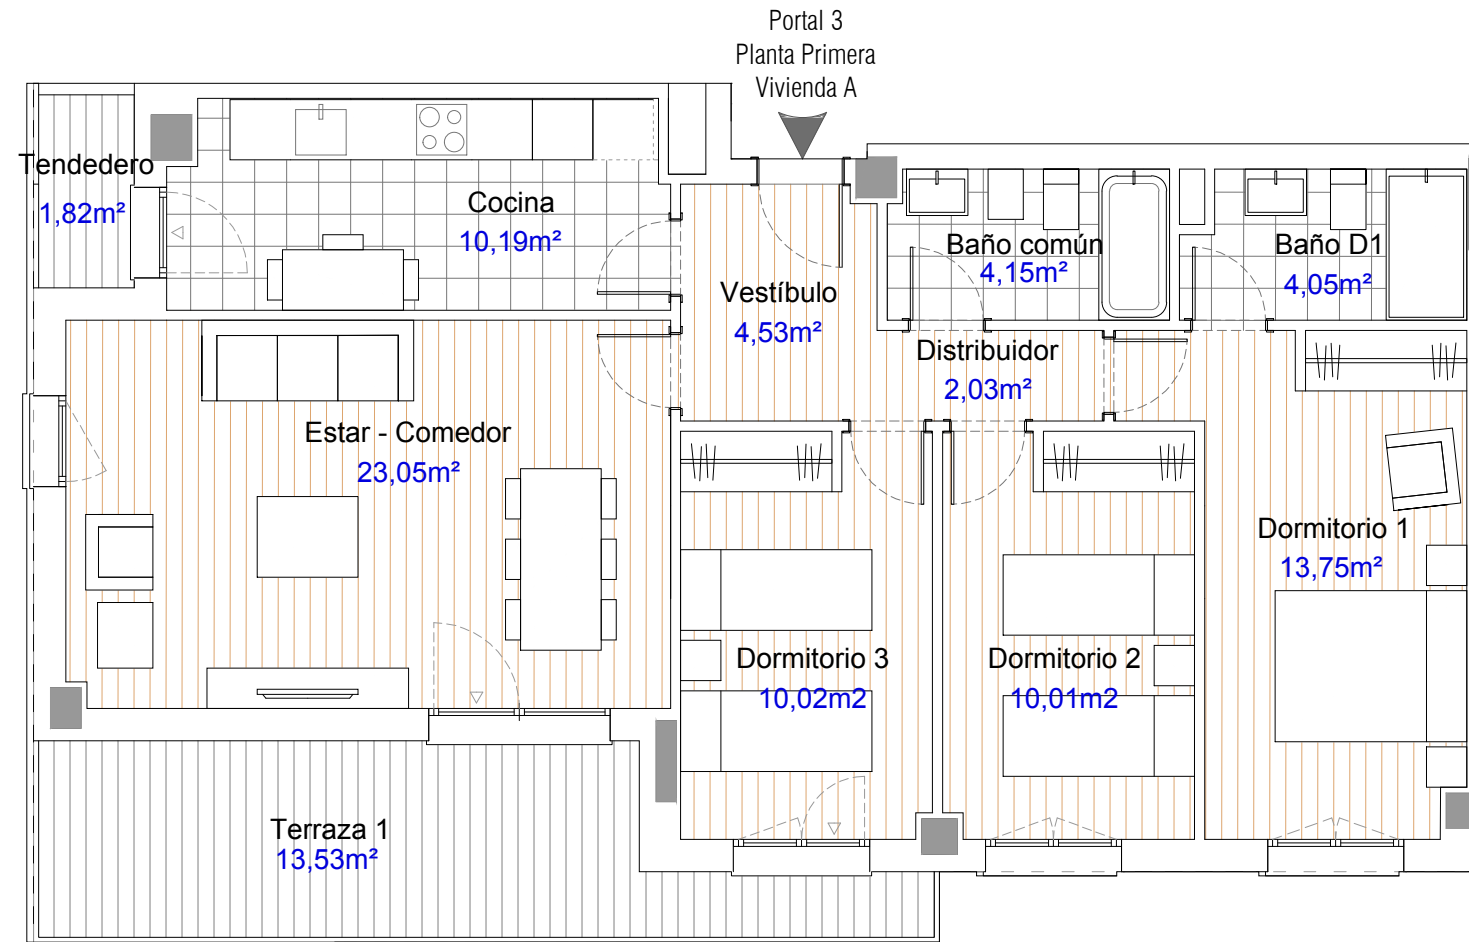 Portal 3
Planta Primera
Vivienda A
Tendedero
1,82m²
Cocina
10,19m²
Vestíbulo
4,53m²
Baño común
4,15m²
Baño D1
4,05m²
Distribuidor
2,03m²
Estar - Comedor
23,05m²
Dormitorio 1
13,75m²
Dormitorio 3
10,02m2
Dormitorio 2
10,01m2
Terraza 1
13,53m²